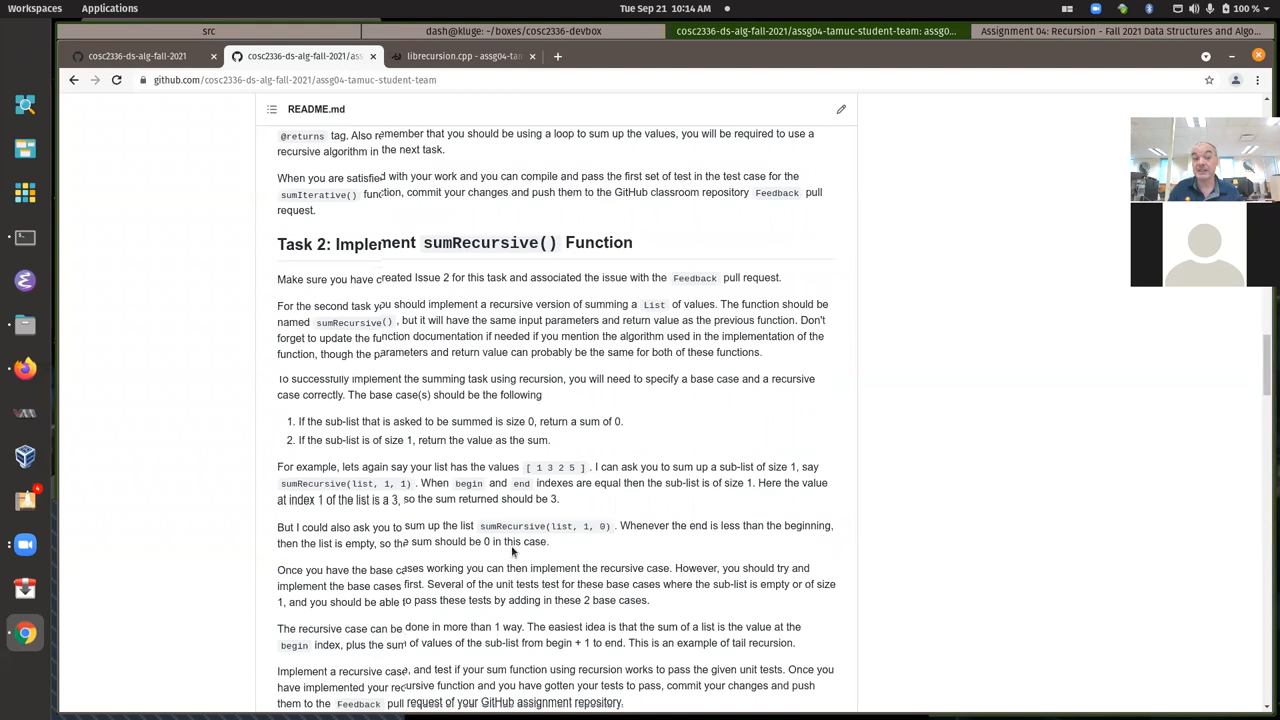 Workspaces Applications
Tue Sep 21 10:14 AM
100 %
src
dash@kluge: ~/boxes/cosc2336-devbox
cosc2336-ds-alg-fall-2021/assg04-tamuc-student-team: assg0...
Assignment 04: Recursion - Fall 2021 Data Structures and Algo...
cosc2336-ds-alg-fall-2021
cosc2336-ds-alg-fall-2021/as
librecursion.cpp - assg04-ta
github.com/cosc2336-ds-alg-fall-2021/assg04-tamuc-student-team
README.md
@returns tag. Also remember that you should be using a loop to sum up the values, you will be required to use a
recursive algorithm in the next task.
When you are satisfied with your work and you can compile and pass the first set of test in the test case for the
sumIterative() function, commit your changes and push them to the GitHub classroom repository Feedback pull
request.
Task 2: Implement sumRecursive() Function
Make sure you have created Issue 2 for this task and associated the issue with the Feedback pull request.
For the second task you should implement a recursive version of summing a List of values. The function should be
named sumRecursive(), but it will have the same input parameters and return value as the previous function. Don't
forget to update the function documentation if needed if you mention the algorithm used in the implementation of the
function, though the parameters and return value can probably be the same for both of these functions.
To successfully implement the summing task using recursion, you will need to specify a base case and a recursive
case correctly. The base case(s) should be the following
1. If the sub-list that is asked to be summed is size 0, return a sum of 0.
2. If the sub-list is of size 1, return the value as the sum.
For example, lets again say your list has the values [ 1 3 2 5 ]. I can ask you to sum up a sub-list of size 1, say
sumRecursive(list, 1, 1). When begin and end indexes are equal then the sub-list is of size 1. Here the value
at index 1 of the list is a 3, so the sum returned should be 3.
But I could also ask you to sum up the list sumRecursive(list, 1, 0). Whenever the end is less than the beginning,
then the list is empty, so the sum should be 0 in this case.
Once you have the base cases working you can then implement the recursive case. However, you should try and
implement the base cases first. Several of the unit tests test for these base cases where the sub-list is empty or of size
1, and you should be able to pass these tests by adding in these 2 base cases.
The recursive case can be done in more than 1 way. The easiest idea is that the sum of a list is the value at the
begin index, plus the sum of values of the sub-list from begin + 1 to end. This is an example of tail recursion.
Implement a recursive case, and test if your sum function using recursion works to pass the given unit tests. Once you
have implemented your recursive function and you have gotten your tests to pass, commit your changes and push
them to the Feedback pull request of your GitHub assignment repository.